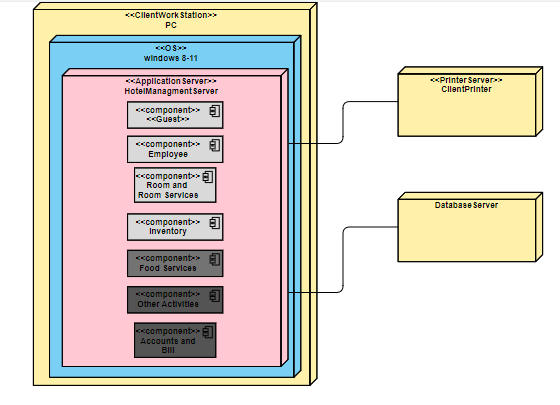 <<ClientWorkStation>>
PC
<<OS>>
windows 8-11
<<ApplicationServer>>
HotelManagmentServer
<<component>>
<<Guest>>
<<component>>
Employee
<<component>>
Room and
Room Services
<<component>>
Inventory
<<component>>
Food Services
<<component>>
Other Activities
<<component>>
Accounts and
Bill
<<PrinterServer>>
ClientPrinter
DatabaseServer